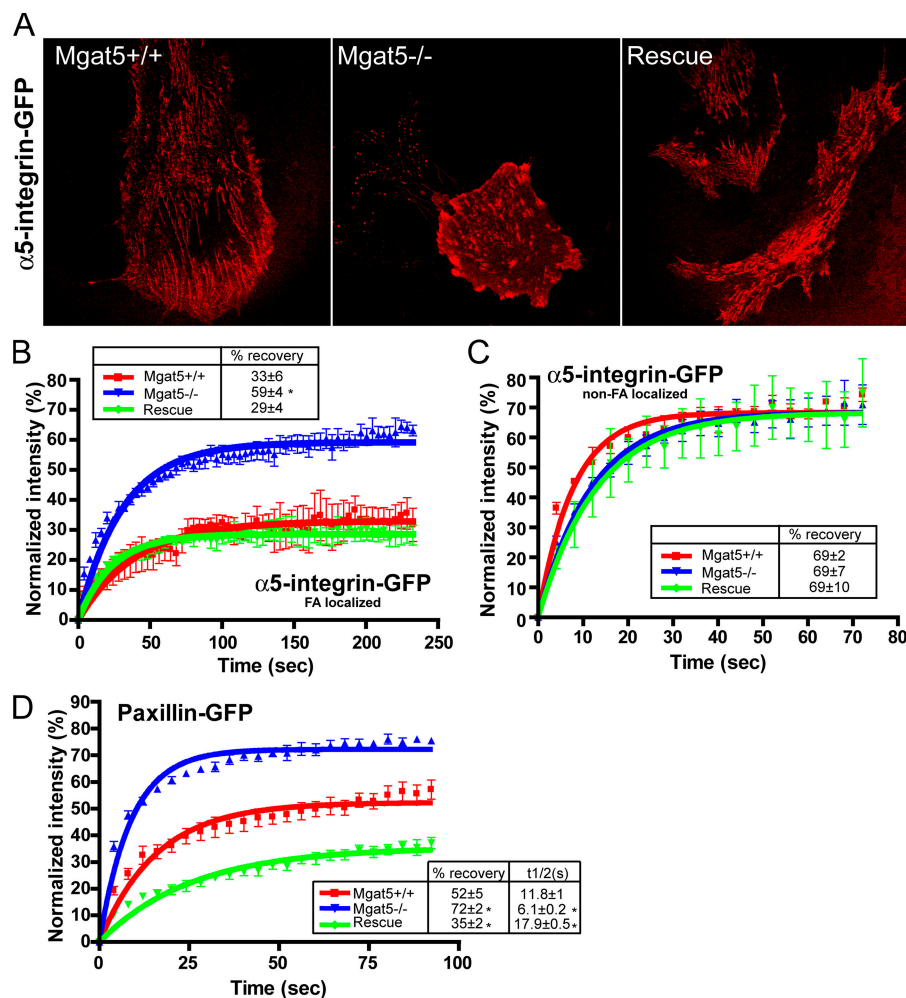 A
Mgat5+/+
Mgat5-/-
Rescue
α5-integrin-GFP
B
% recovery
Mgat5+/+ 33±6
Mgat5-/- 59±4 *
Rescue 29±4
80
70
60
50
40
30
20
10
0
Normalized intensity (%)
α5-integrin-GFP
FA localized
0 50 100 150 200 250
Time (sec)
C
α5-integrin-GFP
non-FA localized
80
70
60
50
40
30
20
10
0
Normalized intensity (%)
% recovery
Mgat5+/+ 69±2
Mgat5-/- 69±7
Rescue 69±10
0 10 20 30 40 50 60 70 80
Time (sec)
D
Paxillin-GFP
90
80
70
60
50
40
30
20
10
0
Normalized intensity (%)
% recovery t1/2(s)
Mgat5+/+ 52±5 11.8±1
Mgat5-/- 72±2 * 6.1±0.2 *
Rescue 35±2 * 17.9±0.5 *
0 25 50 75 100
Time (sec)